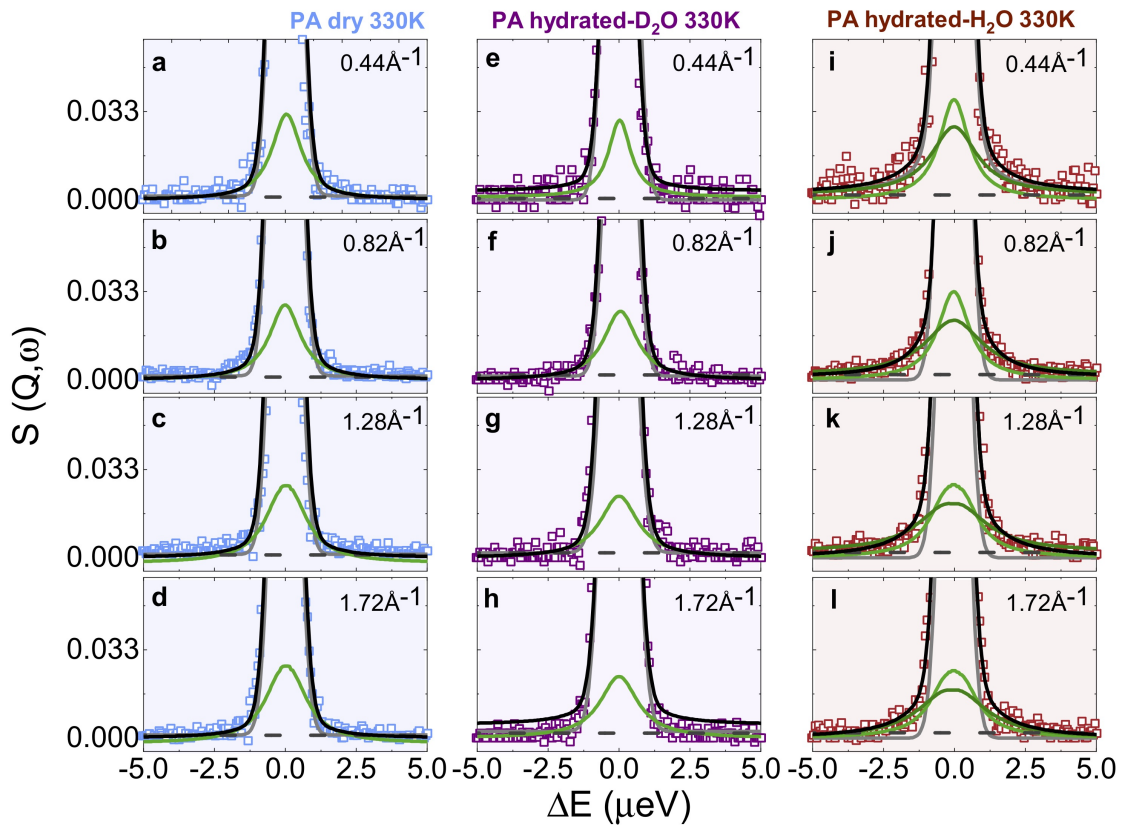 PA dry 330K
PA hydrated-D₂O 330K
PA hydrated-H₂O 330K
a
0.44Å⁻¹
e
0.44Å⁻¹
i
0.44Å⁻¹
0.033
0.000
b
0.82Å⁻¹
f
0.82Å⁻¹
j
0.82Å⁻¹
0.033
0.000
c
1.28Å⁻¹
g
1.28Å⁻¹
k
1.28Å⁻¹
0.033
0.000
d
1.72Å⁻¹
h
1.72Å⁻¹
l
1.72Å⁻¹
0.033
0.000
S (Q,ω)
-5.0 -2.5 0.0 2.5 5.0
-5.0 -2.5 0.0 2.5 5.0
-5.0 -2.5 0.0 2.5 5.0
ΔE (μeV)